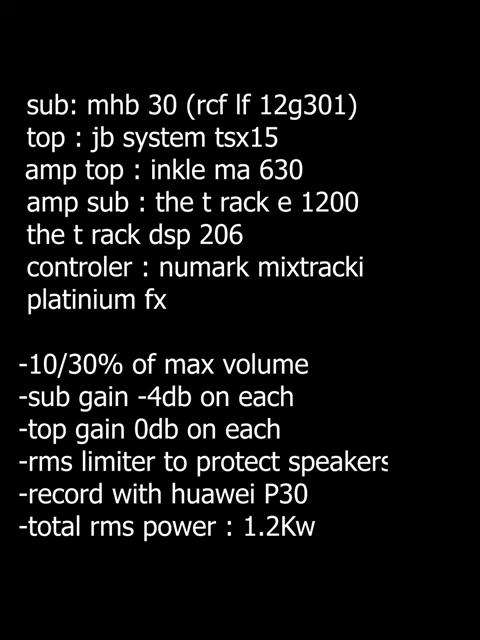 sub: mhb 30 (rcf lf 12g301)
top : jb system tsx15
amp top : inkle ma 630
amp sub : the t rack e 1200
the t rack dsp 206
controler : numark mixtracki
platinium fx
-10/30% of max volume
-sub gain -4db on each
-top gain 0db on each
-rms limiter to protect speakers
-record with huawei P30
-total rms power : 1.2Kw